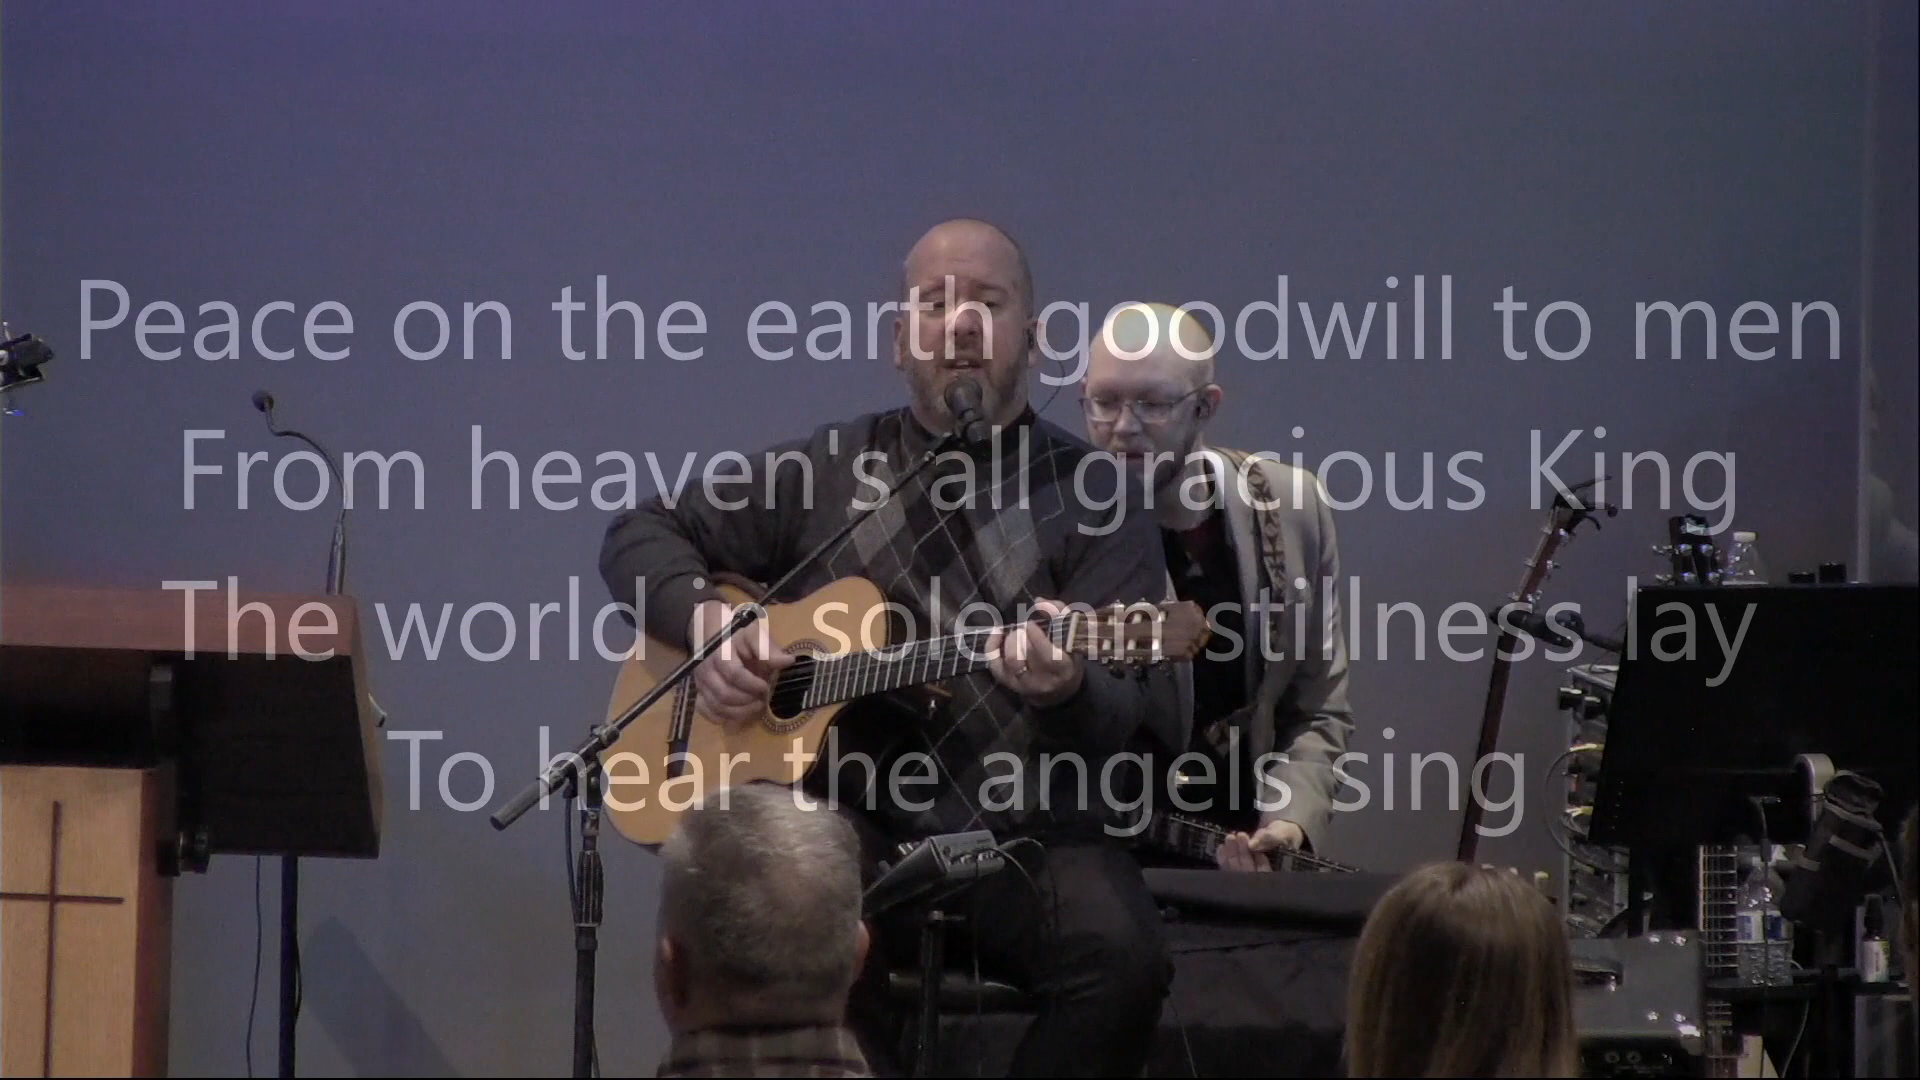 Peace on the earth goodwill to men
From heaven's all gracious King
The world in solemn stillness lay
To hear the angels sing